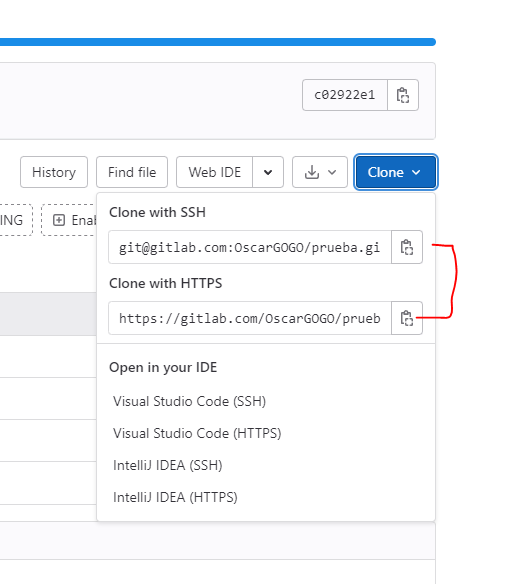 c02922e1
History Find file Web IDE Clone
ING Enab
Clone with SSH
git@gitlab.com:OscarGOGO/prueba.gi
Clone with HTTPS
https://gitlab.com/OscarGOGO/prueb
Open in your IDE
Visual Studio Code (SSH)
Visual Studio Code (HTTPS)
IntelliJ IDEA (SSH)
IntelliJ IDEA (HTTPS)